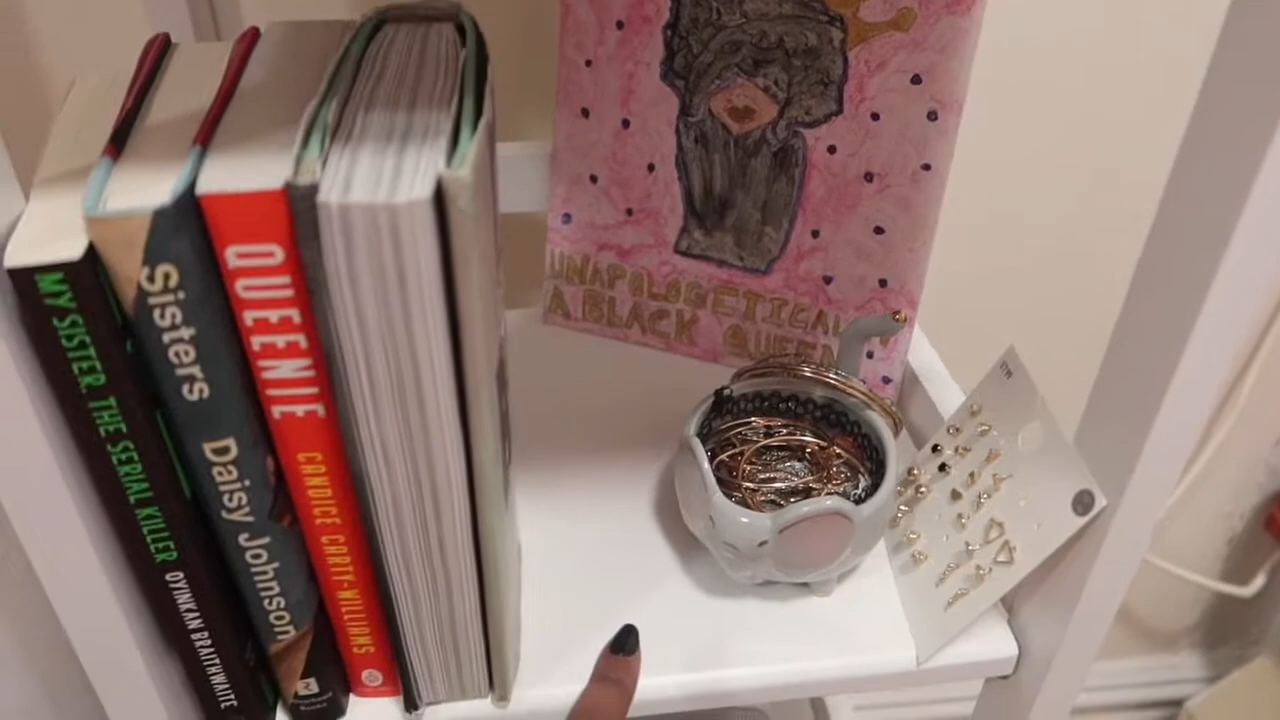 MY SISTER, THE SERIAL KILLER OYINKAN BRAITHWAITE
Sisters Daisy Johnson
QUEENIE CANDICE CARTY-WILLIAMS
UNAPOLOGETICALLY
A BLACK QUEEN